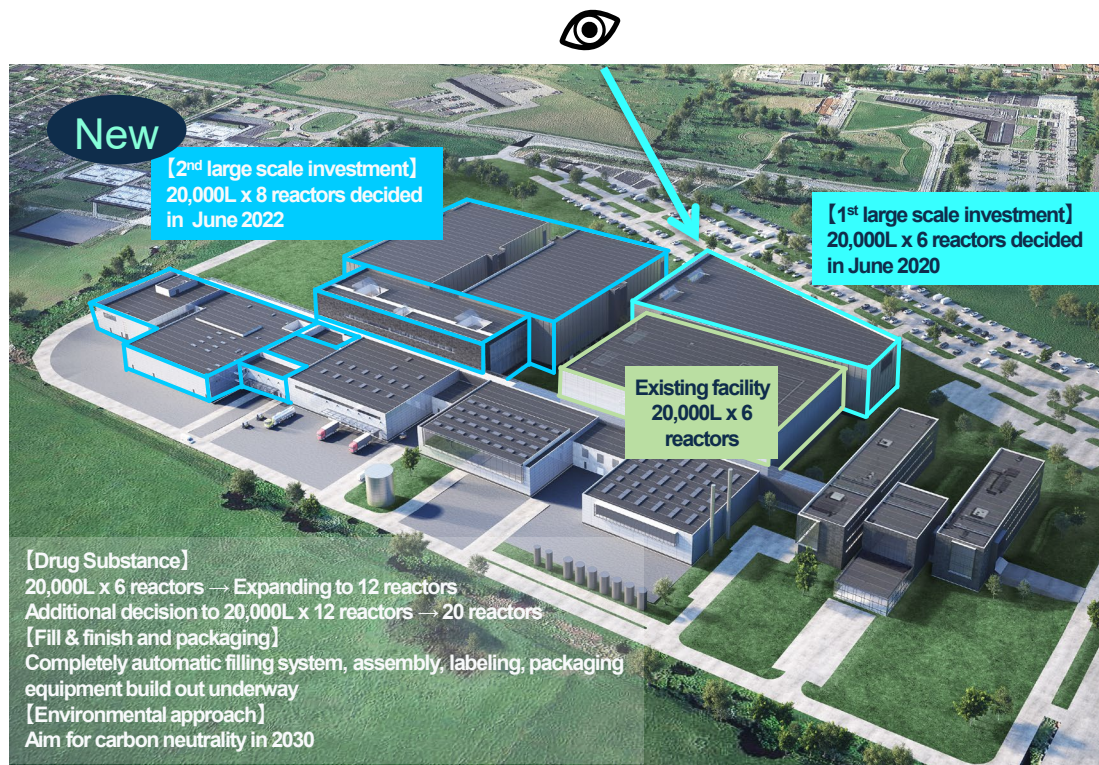 New
【2nd large scale investment】
20,000L x 8 reactors decided
in June 2022
【1st large scale investment】
20,000L x 6 reactors decided
in June 2020
Existing facility
20,000L x 6
reactors
【Drug Substance】
20,000L x 6 reactors → Expanding to 12 reactors
Additional decision to 20,000L x 12 reactors → 20 reactors
【Fill & finish and packaging】
Completely automatic filling system, assembly, labeling, packaging
equipment build out underway
【Environmental approach】
Aim for carbon neutrality in 2030